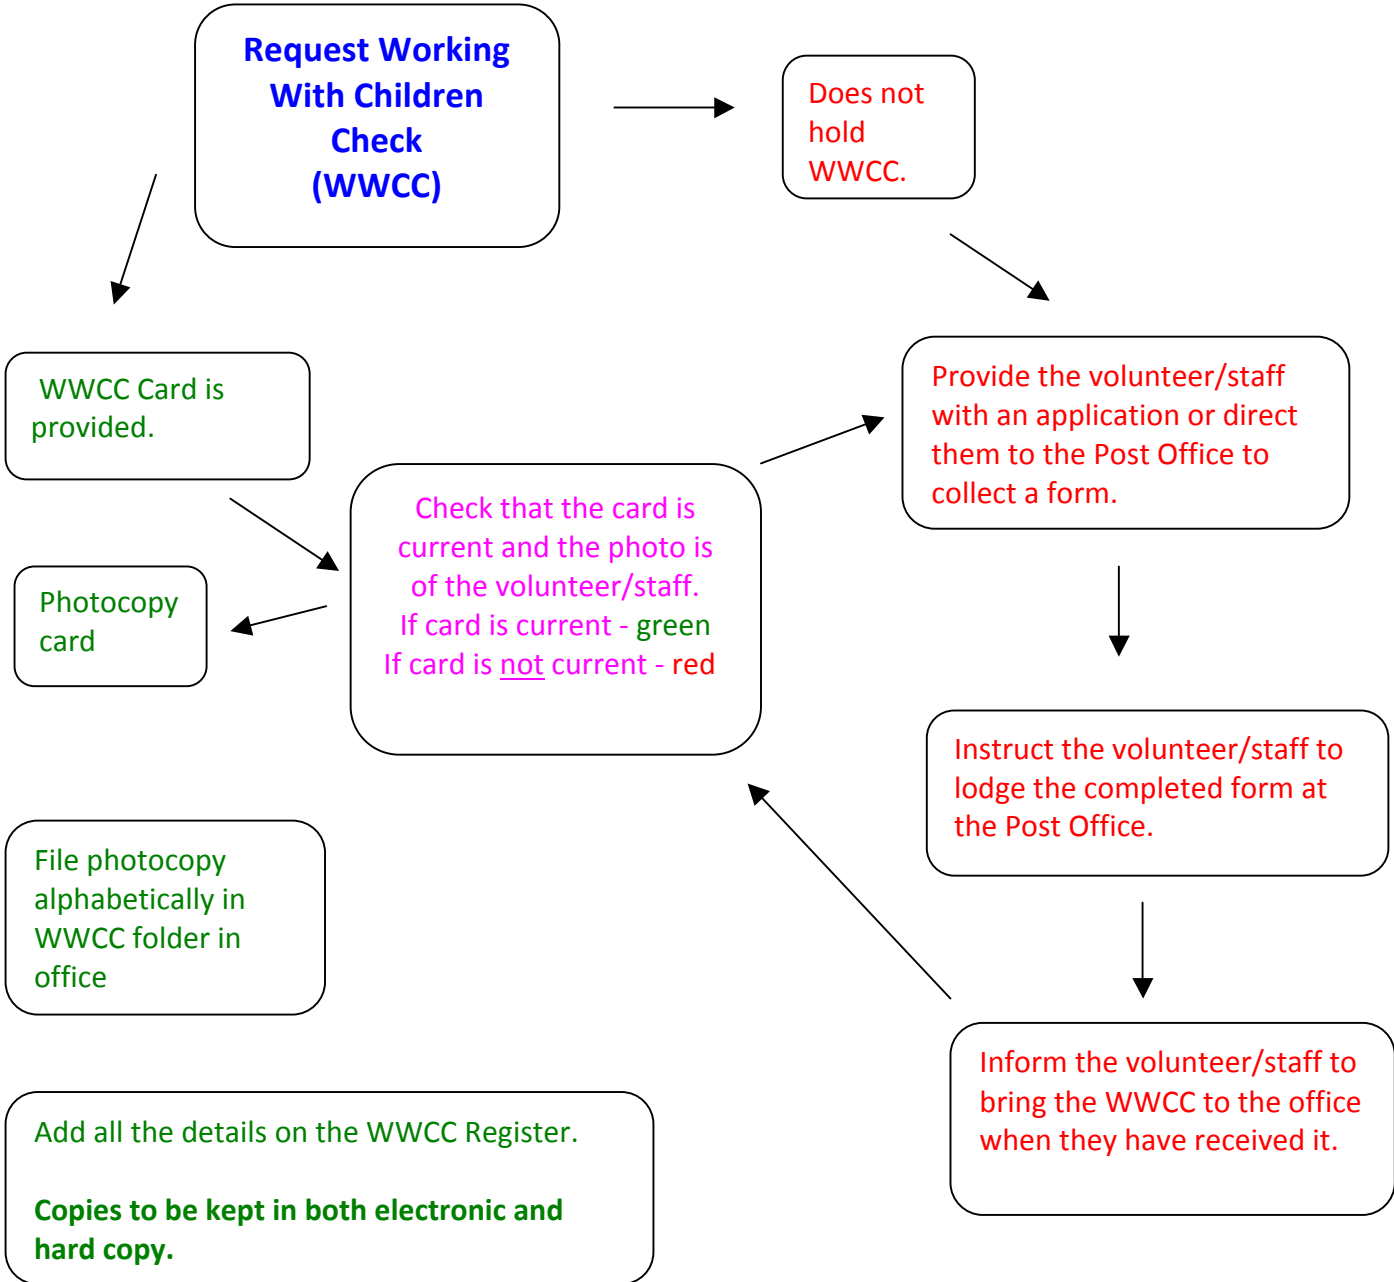 Request Working
With Children
Check
(WWCC)
Does not
hold
WWCC.
WWCC Card is
provided.
Provide the volunteer/staff
with an application or direct
them to the Post Office to
collect a form.
Check that the card is
current and the photo is
of the volunteer/staff.
If card is current - green
If card is not current - red
Photocopy
card
Instruct the volunteer/staff to
lodge the completed form at
the Post Office.
File photocopy
alphabetically in
WWCC folder in
office
Inform the volunteer/staff to
bring the WWCC to the office
when they have received it.
Add all the details on the WWCC Register.
Copies to be kept in both electronic and
hard copy.